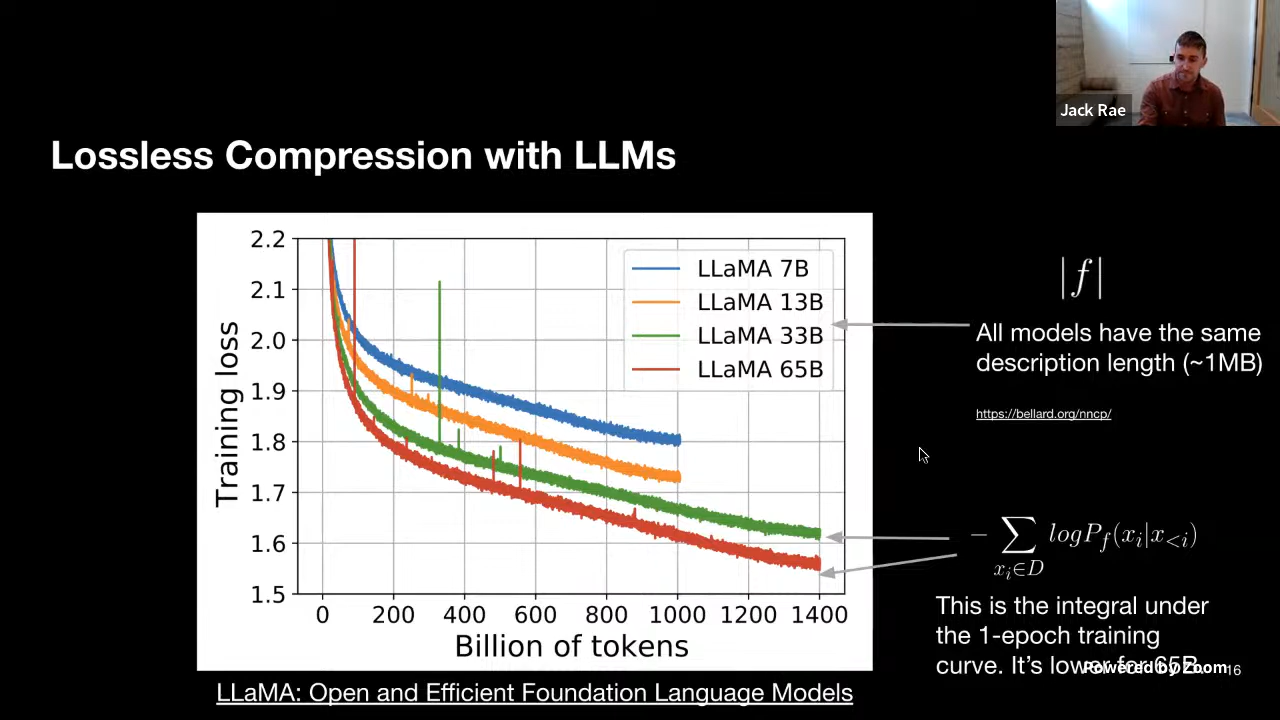 Jack Rae
Lossless Compression with LLMs
2.2
2.1
2.0
1.9
1.8
1.7
1.6
1.5
Training loss
0 200 400 600 800 1000 1200 1400
Billion of tokens
LLaMA 7B
LLaMA 13B
LLaMA 33B
LLaMA 65B
LLaMA: Open and Efficient Foundation Language Models
|f|
All models have the same
description length (~1MB)
https://bellard.org/nncp/
− ∑ logP_f(x_i|x_{<i})
x_i∈D
This is the integral under
the 1-epoch training
curve. It's lower for 65B.
Powered by Zoom
16